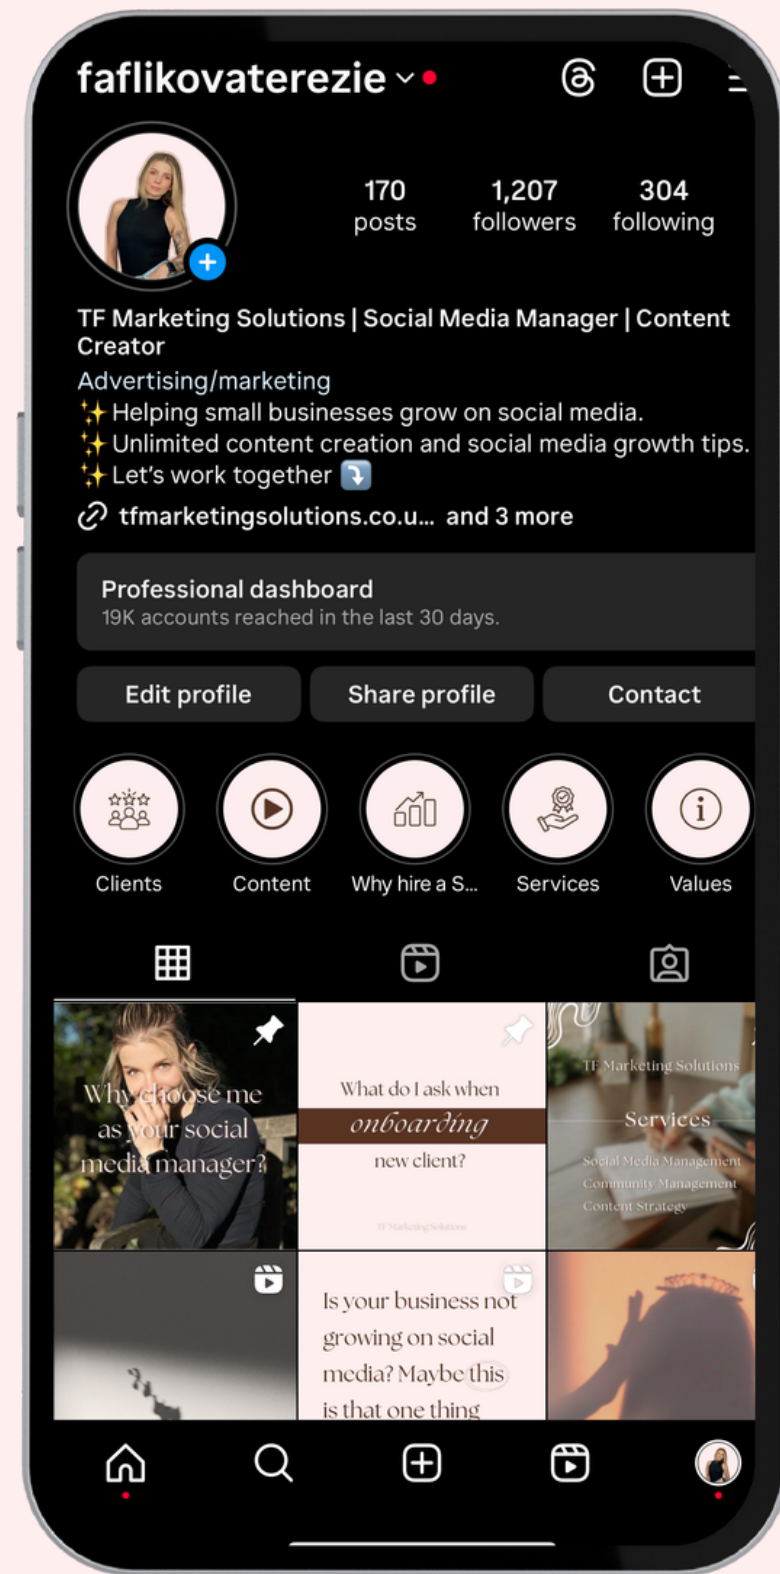 faflikovaterezie
170
posts
1,207
followers
304
following
TF Marketing Solutions | Social Media Manager | Content
Creator
Advertising/marketing
✨Helping small businesses grow on social media.
✨Unlimited content creation and social media growth tips.
✨Let's work together ⤵️
tfmarketingsolutions.co.u... and 3 more
Professional dashboard
19K accounts reached in the last 30 days.
Edit profile
Share profile
Contact
Clients
Content
Why hire a S...
Services
Values
Why choose me
as your social
media manager?
What do I ask when
onboarding
new client?
TF Marketing Solutions
TF Marketing Solutions
Services
Social Media Management
Community Management
Content Strategy
Is your business not
growing on social
media? Maybe this
is that one thing